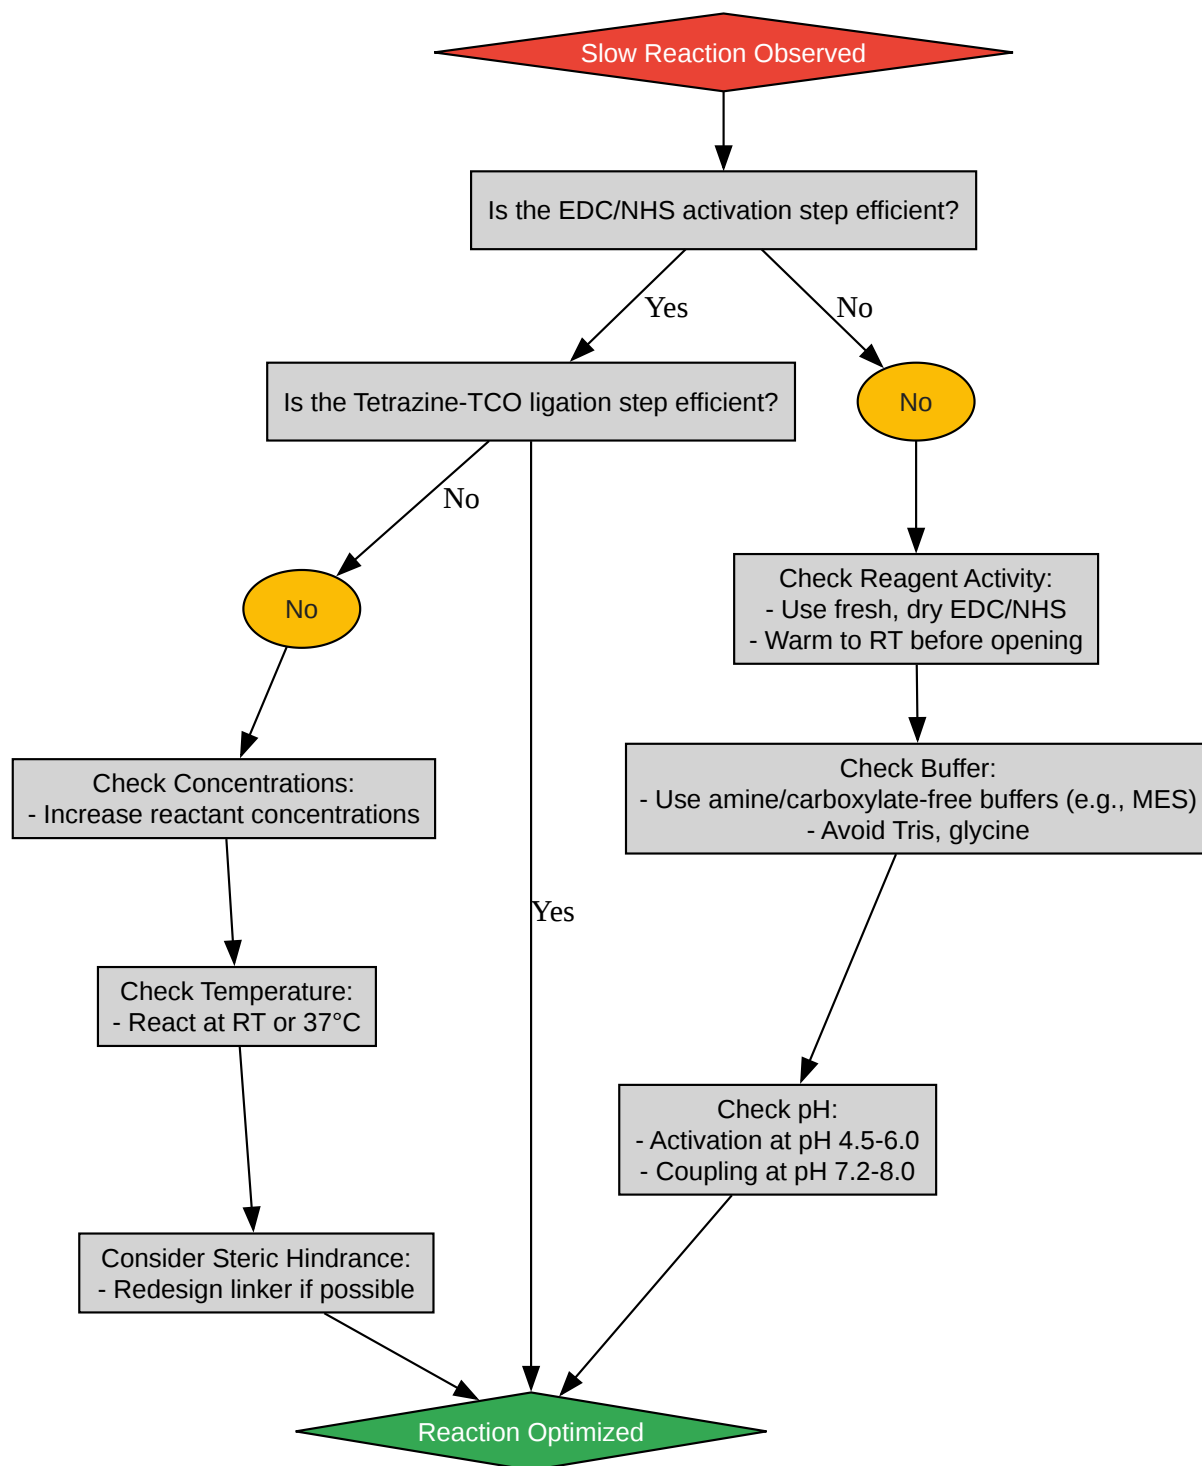 Slow Reaction Observed
Is the EDC/NHS activation step efficient?
Yes
No
Is the Tetrazine-TCO ligation step efficient?
No
No
No
Check Reagent Activity:
- Use fresh, dry EDC/NHS
- Warm to RT before opening
Check Concentrations:
- Increase reactant concentrations
Check Buffer:
- Use amine/carboxylate-free buffers (e.g., MES)
- Avoid Tris, glycine
Yes
Check Temperature:
- React at RT or 37°C
Check pH:
- Activation at pH 4.5-6.0
- Coupling at pH 7.2-8.0
Consider Steric Hindrance:
- Redesign linker if possible
Reaction Optimized